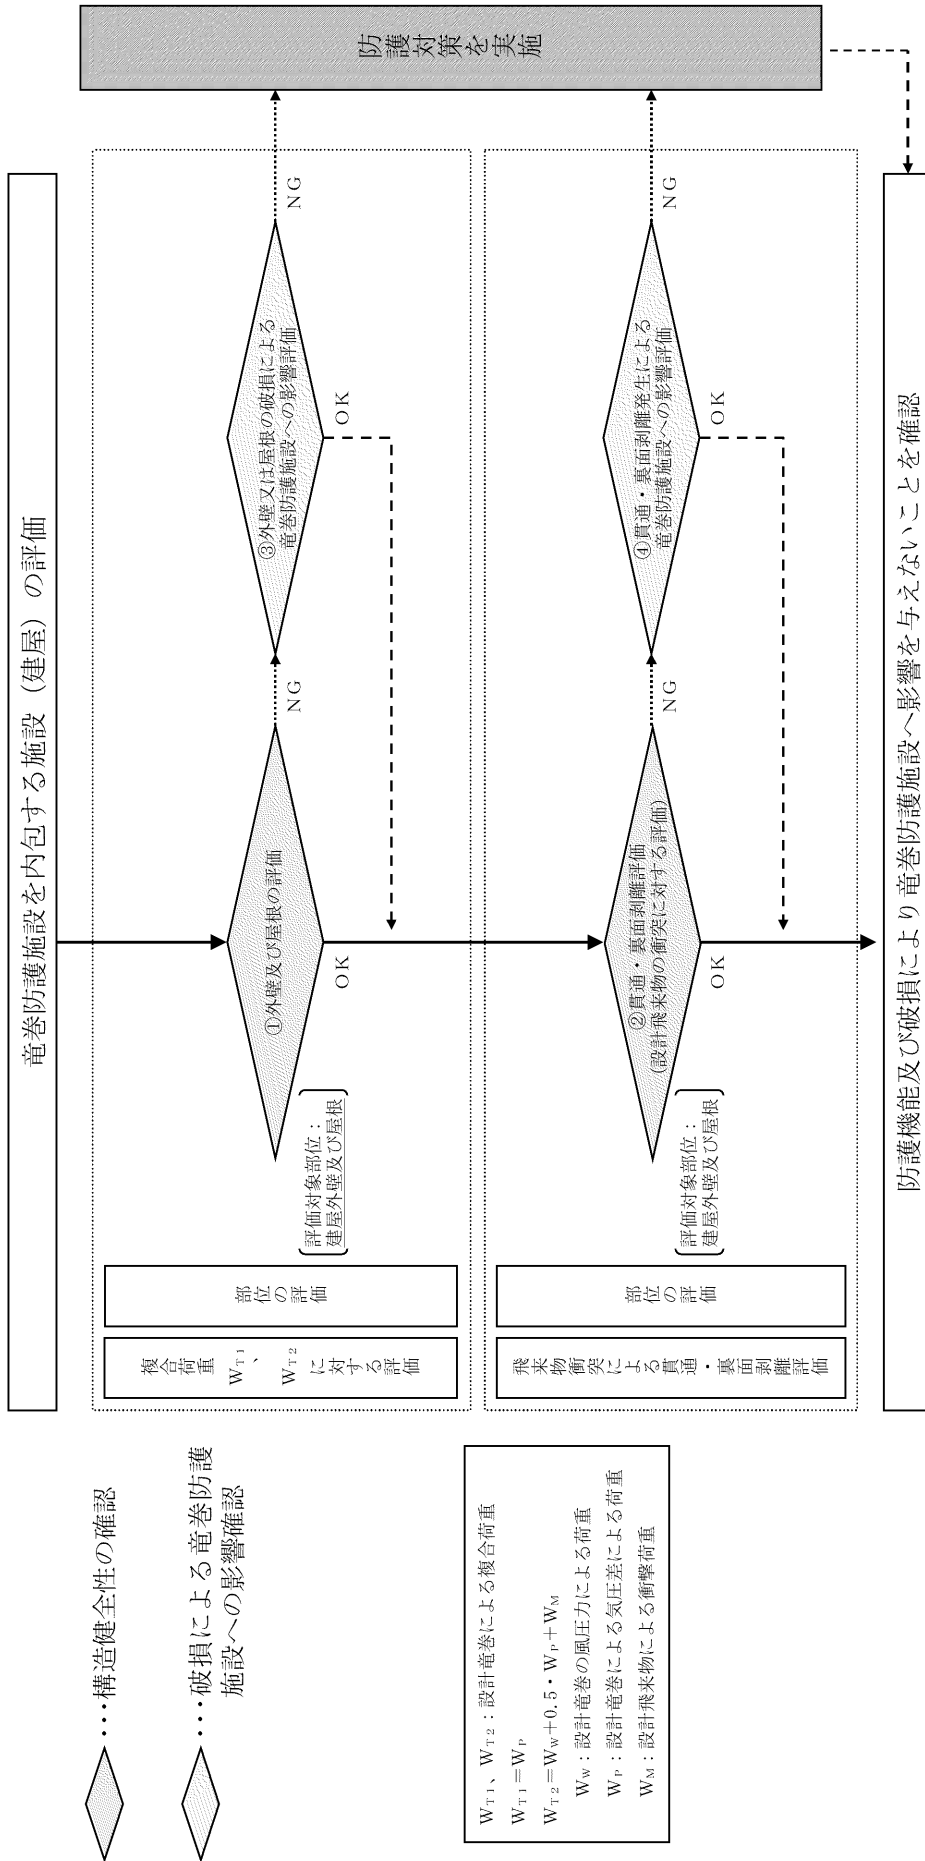 竜巻防護施設を内包する施設（建屋）の評価
複合荷重　W_T1、W_T2に対する評価
部位の評価
評価対象部位：
建屋外壁及び屋根
①外壁及び屋根の評価
OK
NG
③外壁又は屋根の破損による
竜巻防護施設への影響評価
OK
NG
飛来物衝突による貫通・裏面剥離評価
部位の評価
評価対象部位：
建屋外壁及び屋根
②貫通・裏面剥離評価
(設計飛来物の衝突に対する評価)
OK
NG
④貫通・裏面剥離発生による
竜巻防護施設への影響評価
OK
NG
防護対策を実施
防護機能及び破損により竜巻防護施設へ影響を与えないことを確認
･･･構造健全性の確認
･･･破損による竜巻防護
施設への影響確認
W_T1、W_T2：設計竜巻による複合荷重
W_T1＝W_P
W_T2＝W_W+0.5・W_P+W_M
W_W：設計竜巻の風圧力による荷重
W_P：設計竜巻による気圧差による荷重
W_M：設計飛来物による衝撃荷重